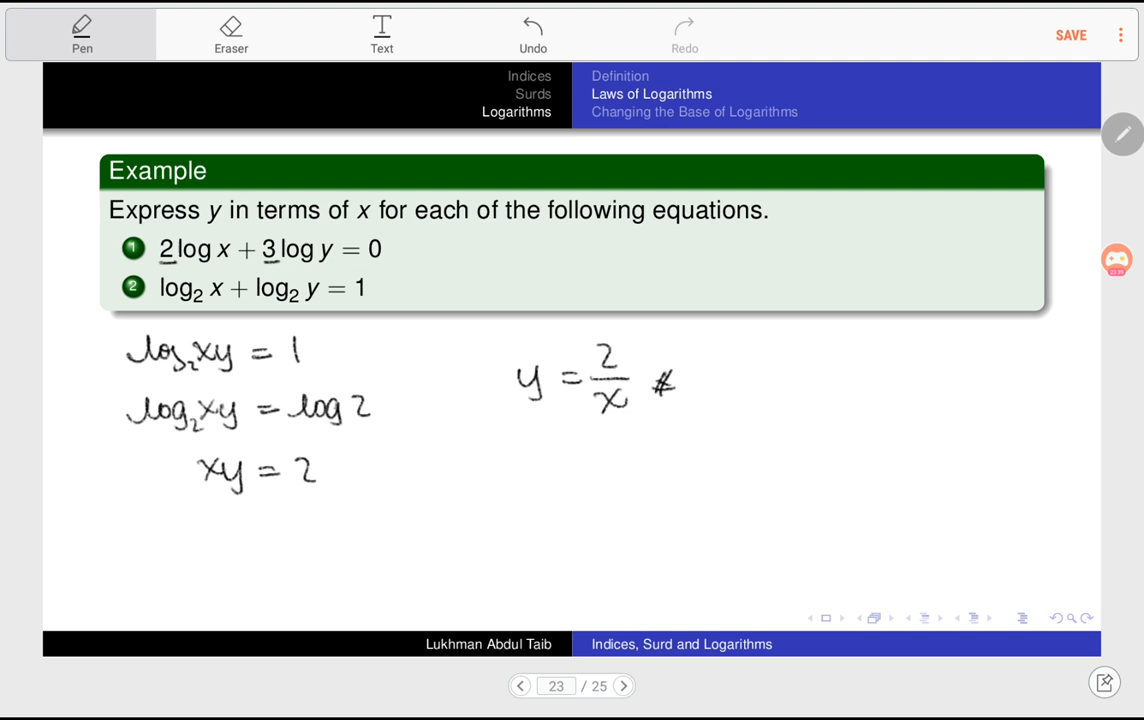 Pen
Eraser
Text
Undo
Redo
SAVE
Indices
Surds
Logarithms
Definition
Laws of Logarithms
Changing the Base of Logarithms
Example
Express y in terms of x for each of the following equations.
1 2 log x + 3 log y = 0
2 log₂ x + log₂ y = 1
log₂ xy = 1
log₂ xy = log 2
xy = 2
y = 2/x #
Lukhman Abdul Taib
Indices, Surd and Logarithms
23 / 25